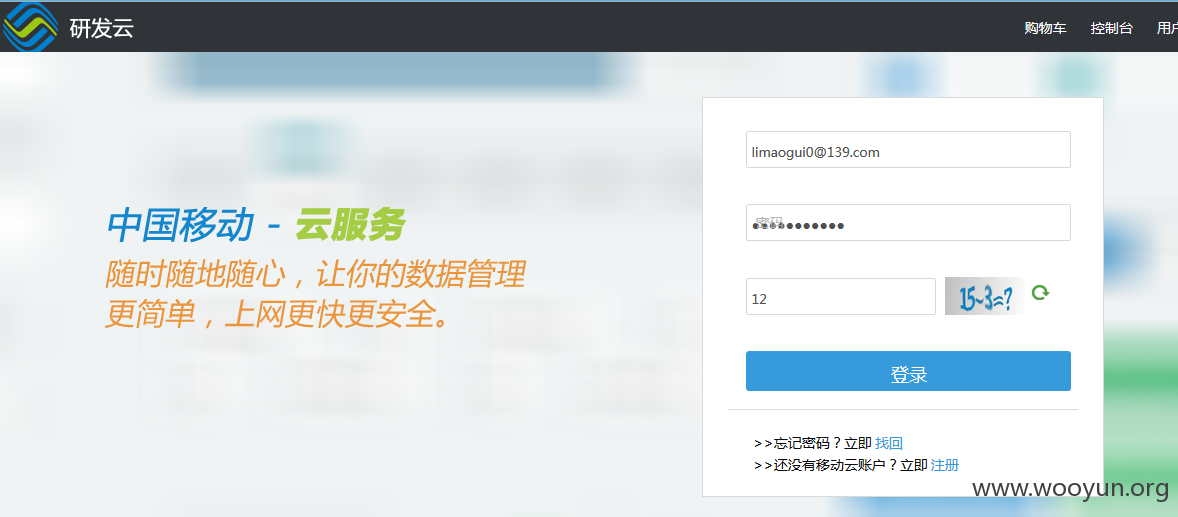 研发云
购物车 控制台 用户
limaogui0@139.com
密码
●●●●●●●●●●●
12
15-3=?
中国移动 - 云服务
随时随地随心，让你的数据管理
更简单，上网更快更安全。
登录
>>忘记密码？立即 找回
>>还没有移动云账户？立即 注册
www.wooyun.org